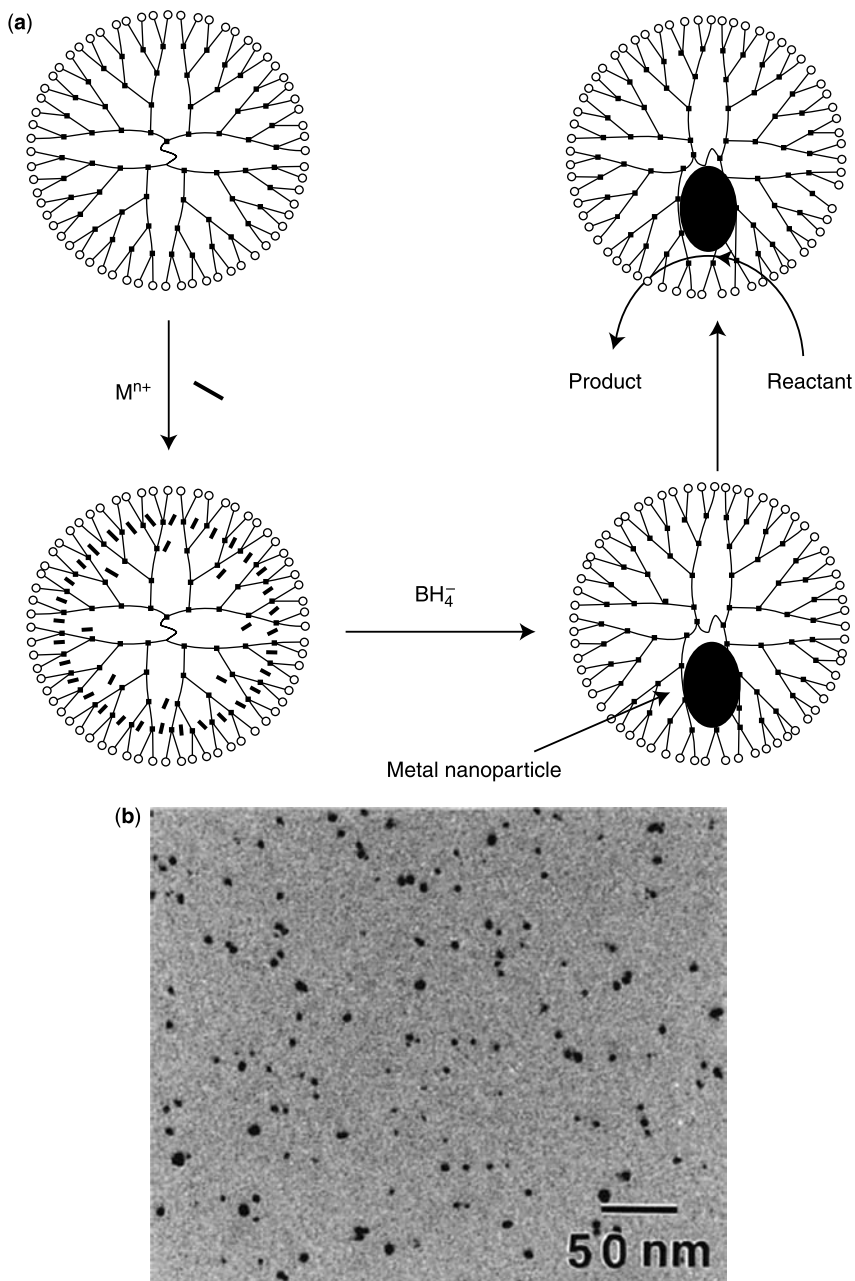 (a)
Mⁿ⁺
Product
Reactant
BH₄⁻
Metal nanoparticle
(b)
50 nm